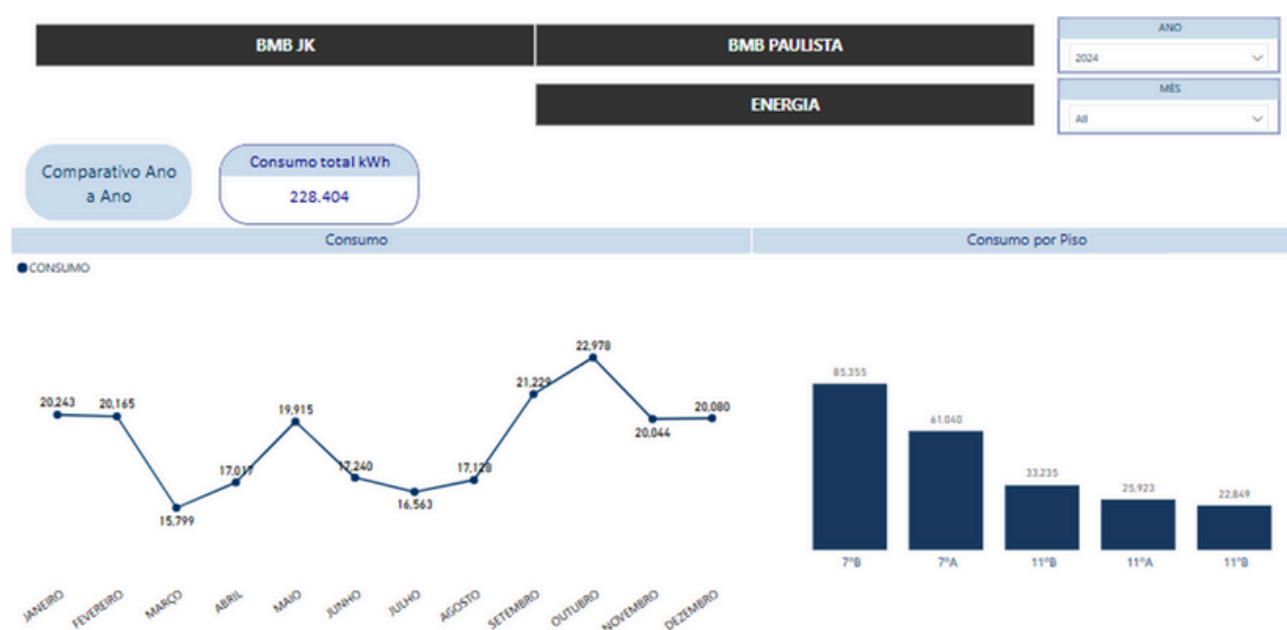 BMB JK
BMB PAULISTA
ANO
2024
ENERGIA
MÊS
All
Comparativo Ano
a Ano
Consumo total kWh
228.404
Consumo
Consumo por Piso
CONSUMO
20,243
20,165
15,799
17,017
19,915
17,240
16,563
17,128
21,229
22,978
20,044
20,080
JANEIRO
FEVEREIRO
MARÇO
ABRIL
MAIO
JUNHO
JULHO
AGOSTO
SETEMBRO
OUTUBRO
NOVEMBRO
DEZEMBRO
85,355
61,040
33,235
25,923
22,849
7ºB
7ºA
11ºB
11ºA
11°B